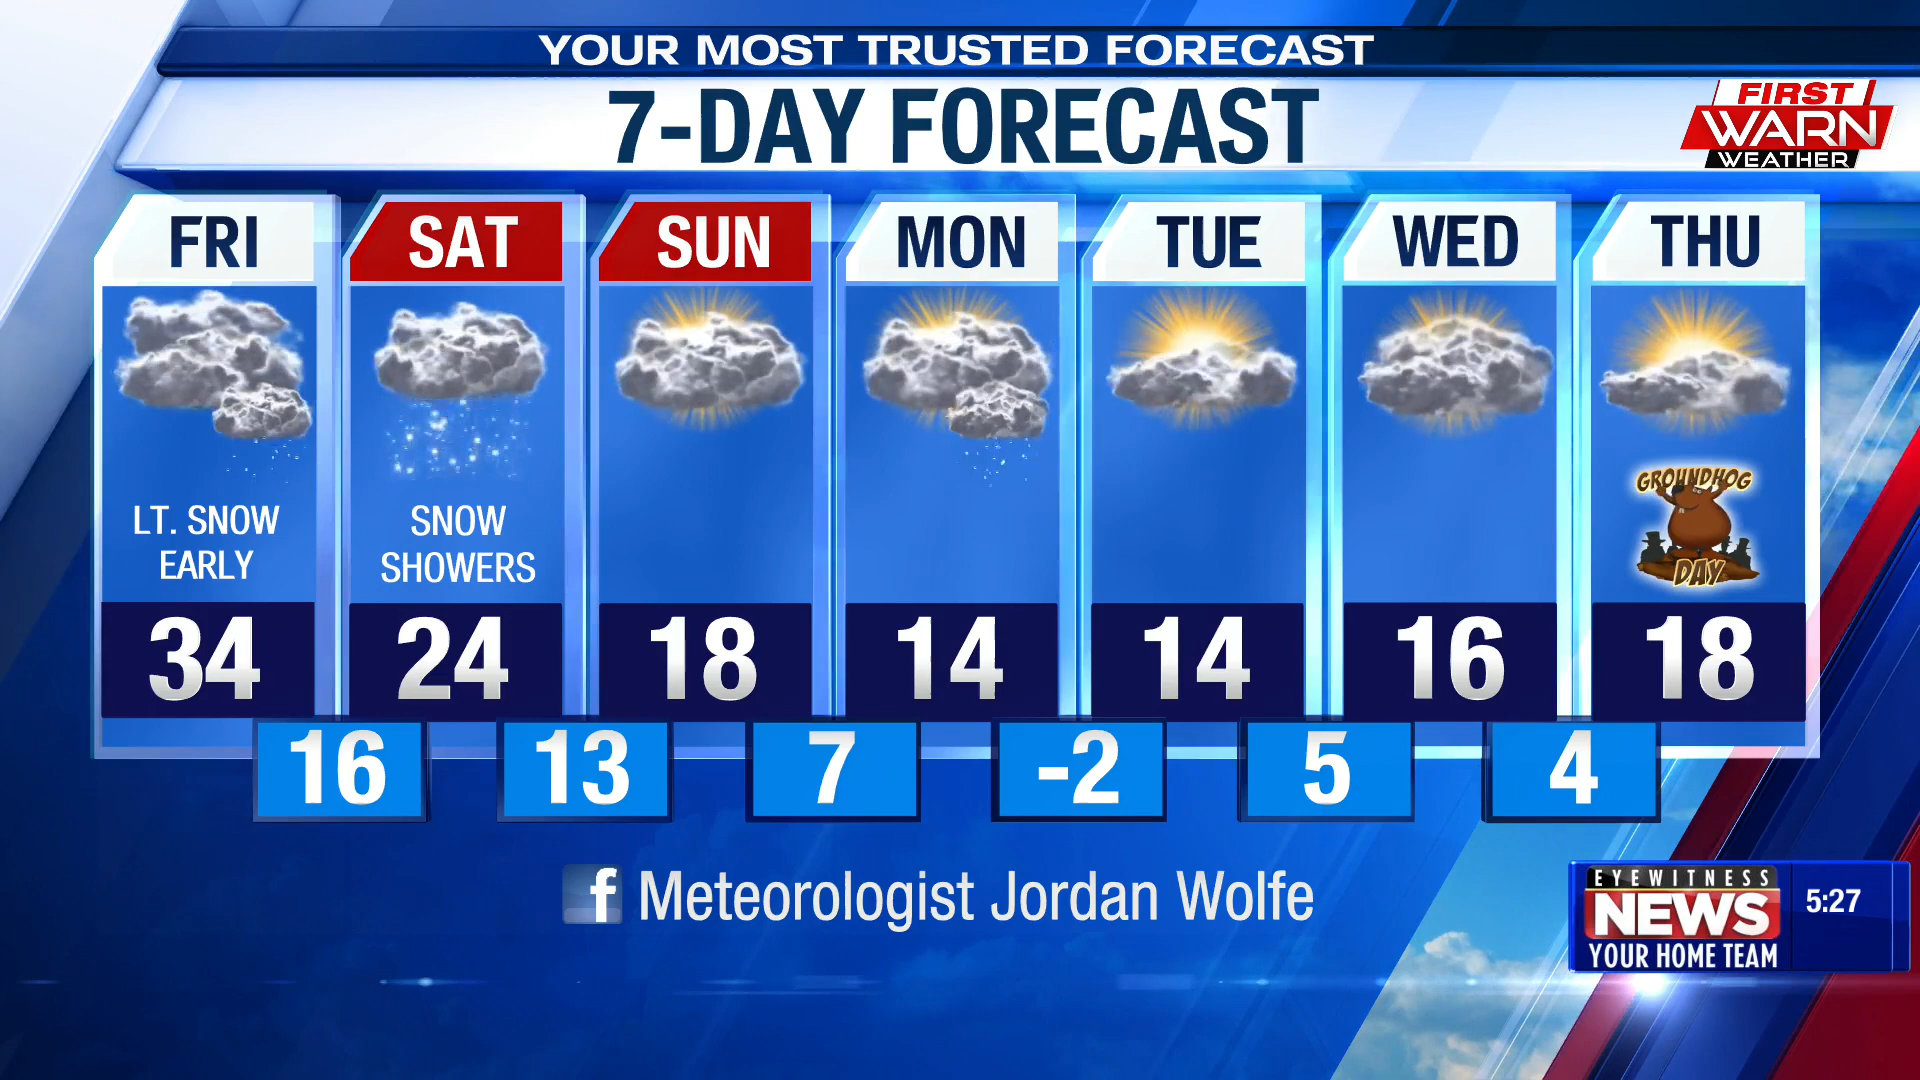 YOUR MOST TRUSTED FORECAST
7-DAY FORECAST
FIRST
WARN
WEATHER
FRI SAT SUN MON TUE WED THU
GROUNDHOG
DAY
LT. SNOW
EARLY
SNOW
SHOWERS
34 24 18 14 14 16 18
16 13 7 -2 5 4
f Meteorologist Jordan Wolfe
EYEWITNESS
NEWS
YOUR HOME TEAM
5:27